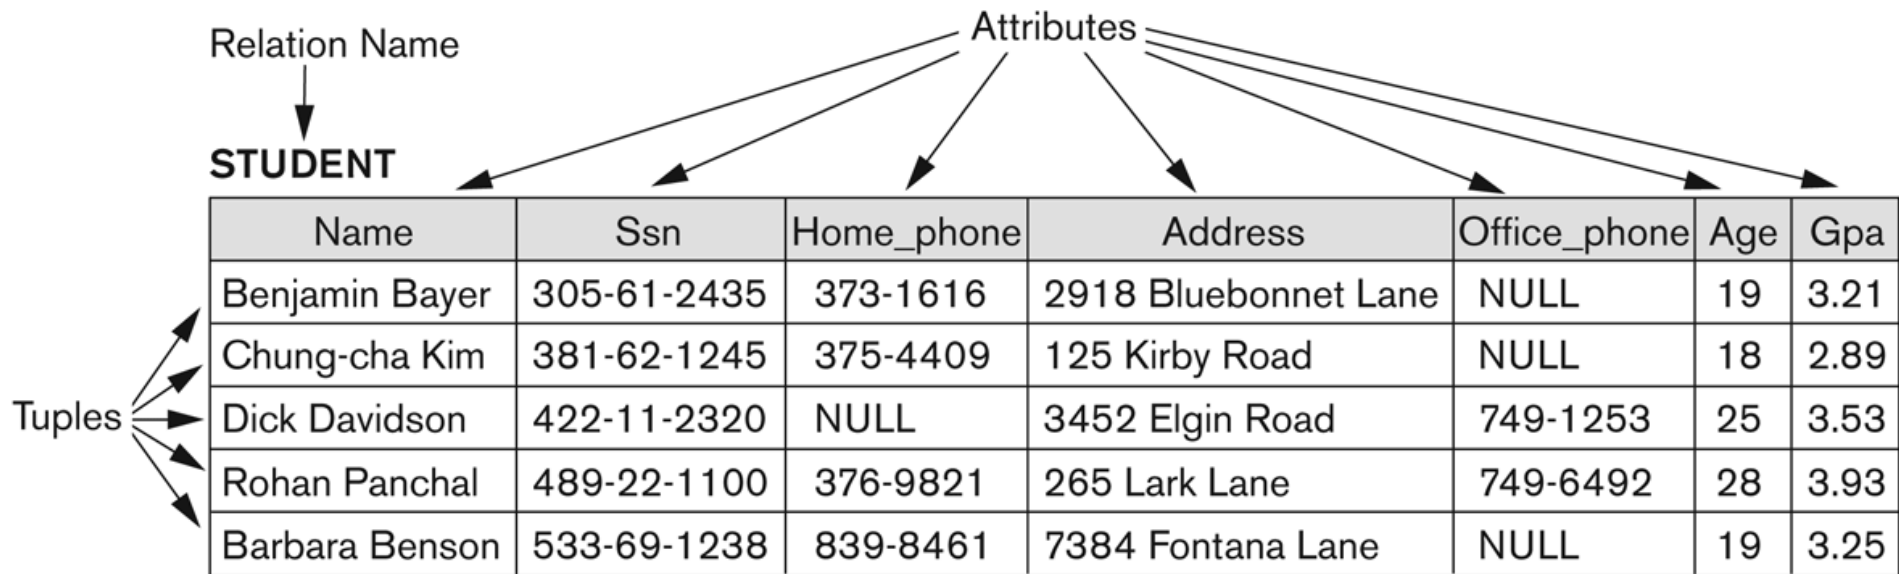 Attributes
Relation Name
STUDENT
Name Ssn Home_phone Address Office_phone Age Gpa
Benjamin Bayer 305-61-2435 373-1616 2918 Bluebonnet Lane NULL 19 3.21
Chung-cha Kim 381-62-1245 375-4409 125 Kirby Road NULL 18 2.89
Tuples Dick Davidson 422-11-2320 NULL 3452 Elgin Road 749-1253 25 3.53
Rohan Panchal 489-22-1100 376-9821 265 Lark Lane 749-6492 28 3.93
Barbara Benson 533-69-1238 839-8461 7384 Fontana Lane NULL 19 3.25